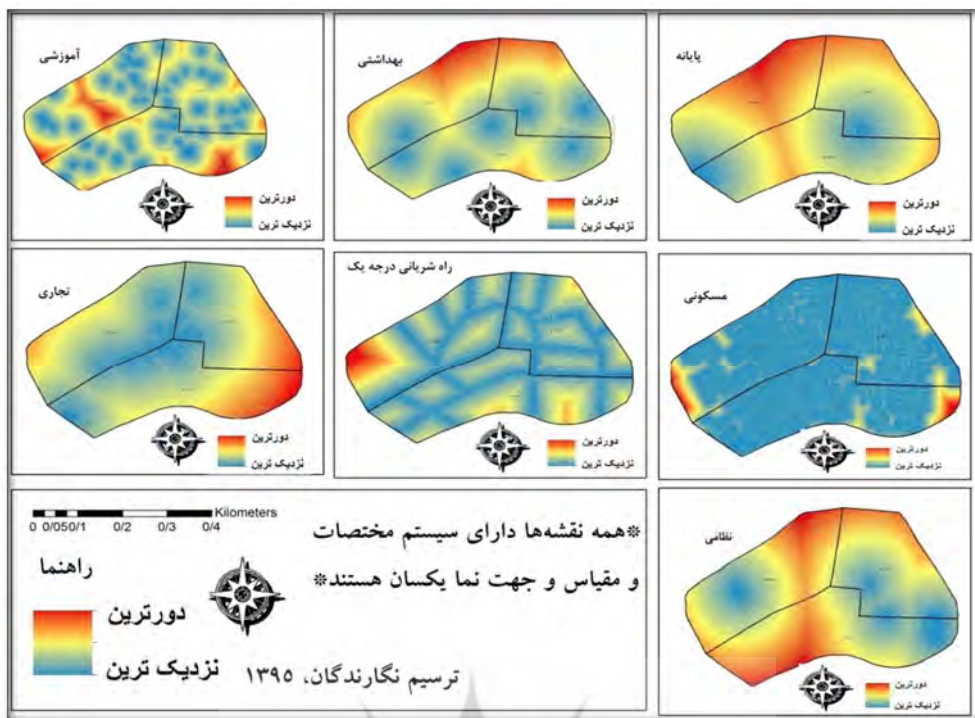 آموزشی
دورترین
نزدیک ترین
بهداشتی
دورترین
نزدیک ترین
پایانه
دورترین
نزدیک ترین
تجاری
دورترین
نزدیک ترین
راه شریانی درجه یک
دورترین
نزدیک ترین
مسکونی
دورترین
نزدیک ترین
Kilometers
0 0/050/1 0/2 0/3 0/4
راهنما
دورترین
نزدیک ترین
*همه نقشه‌ها دارای سیستم مختصات
و مقیاس و جهت نما یکسان هستند*
ترسیم نگارندگان، ۱۳۹۵
نظامی
دورترین
نزدیک ترین